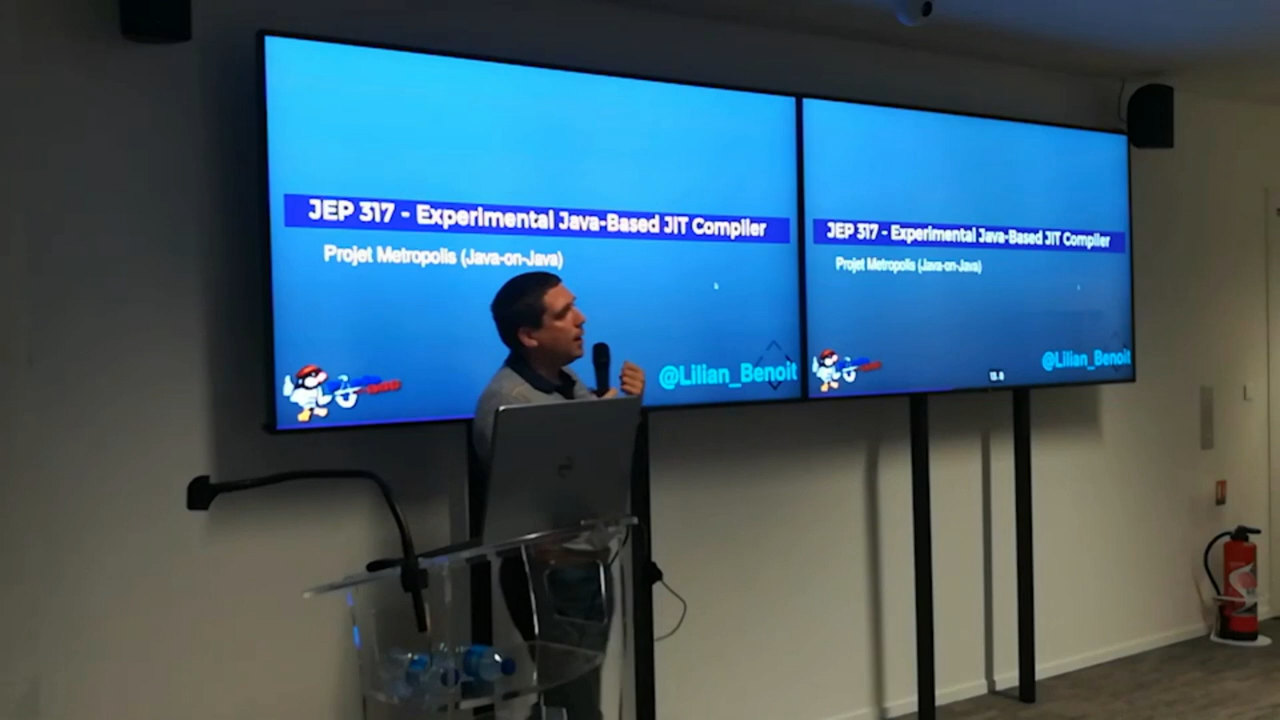 JEP 317 - Experimental Java-Based JIT Compiler
Projet Metropolis (Java-on-Java)
@Lilian_Benoit
JEP 317 - Experimental Java-Based JIT Compiler
Projet Metropolis (Java-on-Java)
@Lilian_Benoit